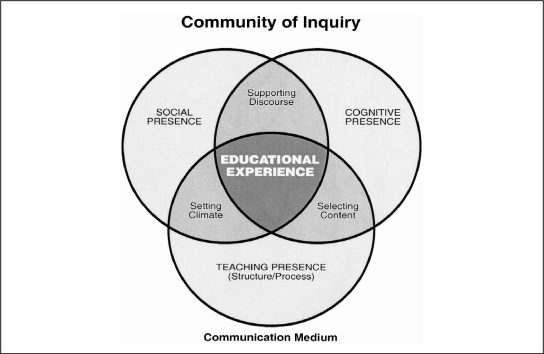 Community of Inquiry
Supporting
Discourse
SOCIAL
PRESENCE
COGNITIVE
PRESENCE
EDUCATIONAL
EXPERIENCE
Setting
Climate
Selecting
Content
TEACHING PRESENCE
(Structure/Process)
Communication Medium